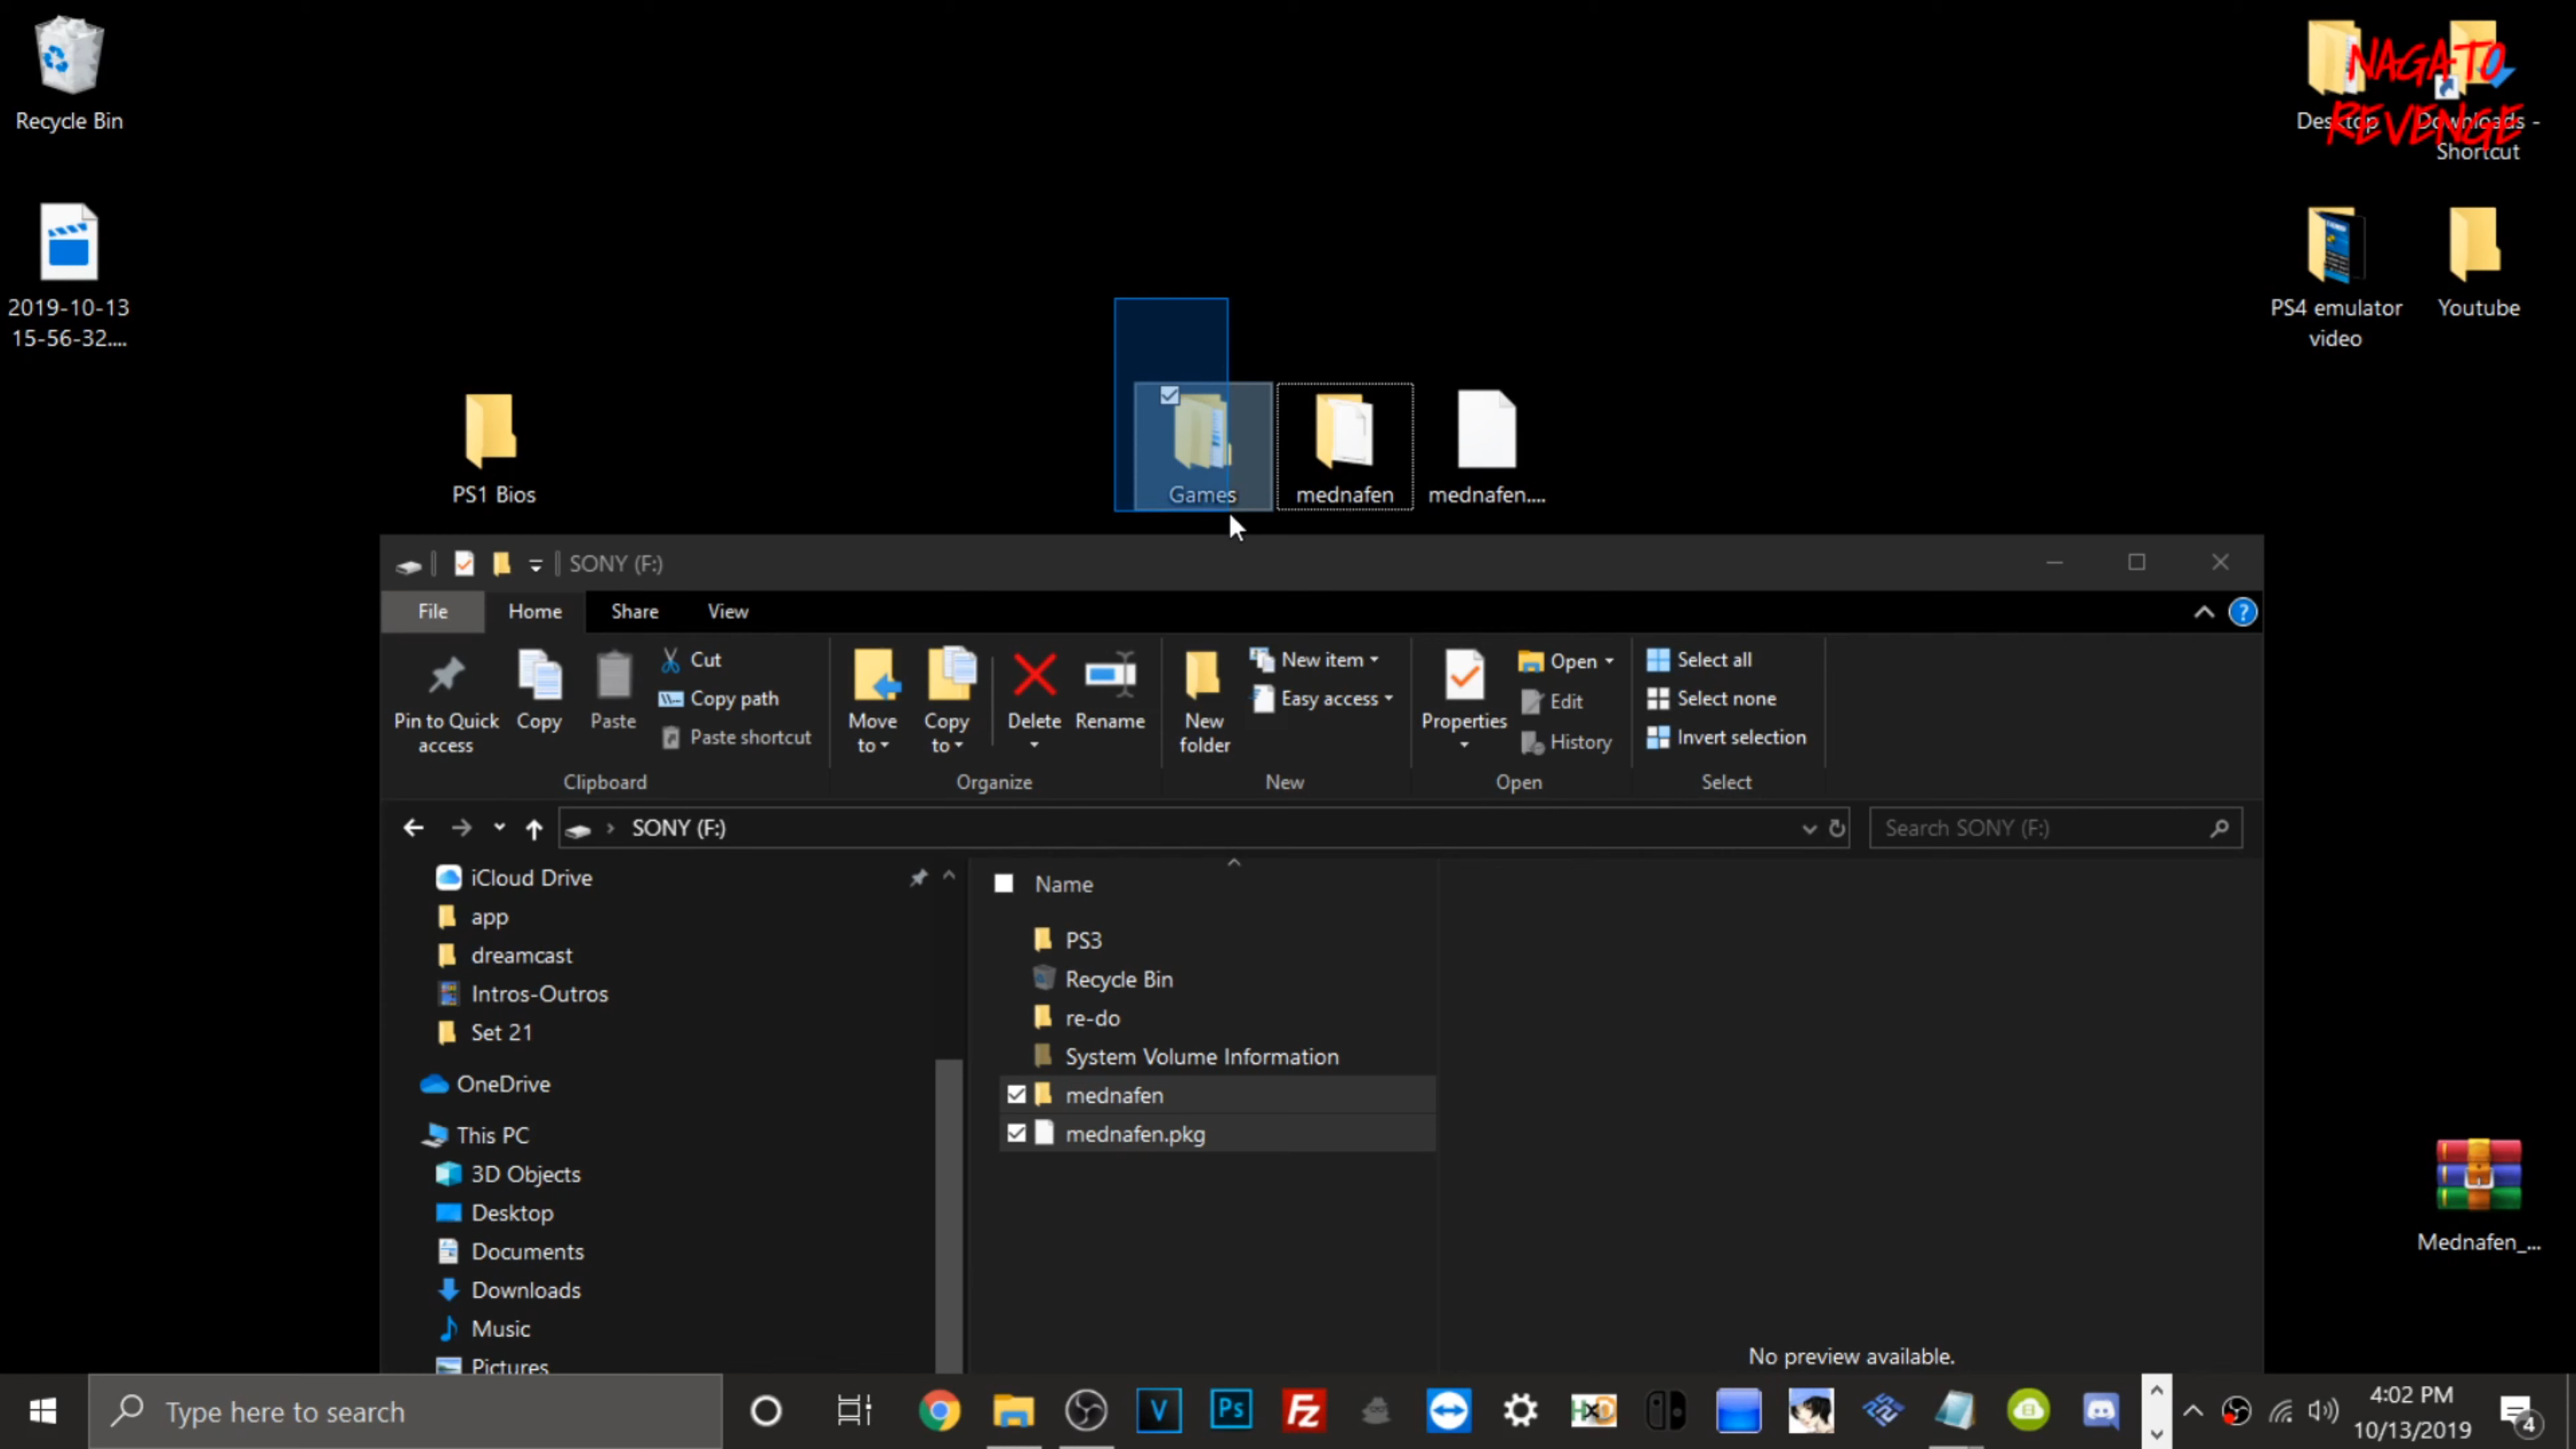 Recycle Bin
2019-10-13
15-56-32....
PS1 Bios
Games
mednafen
mednafen....
NAGATO
REVENGE
Desktop
Downloads -
Shortcut
PS4 emulator
video
Youtube
Mednafen_...
SONY (F:)
File
Home
Share
View
Pin to Quick
access
Copy
Paste
Cut
Copy path
Paste shortcut
Clipboard
Move
to
Copy
to
Delete
Rename
Organize
New
folder
New item
Easy access
New
Properties
Open
Edit
History
Open
Select all
Select none
Invert selection
Select
SONY (F:)
Search SONY (F:)
iCloud Drive
app
dreamcast
Intros-Outros
Set 21
OneDrive
This PC
3D Objects
Desktop
Documents
Downloads
Music
Pictures
Name
PS3
Recycle Bin
re-do
System Volume Information
mednafen
mednafen.pkg
No preview available.
Type here to search
V
Ps
Fz
HxD
4:02 PM
10/13/2019
4